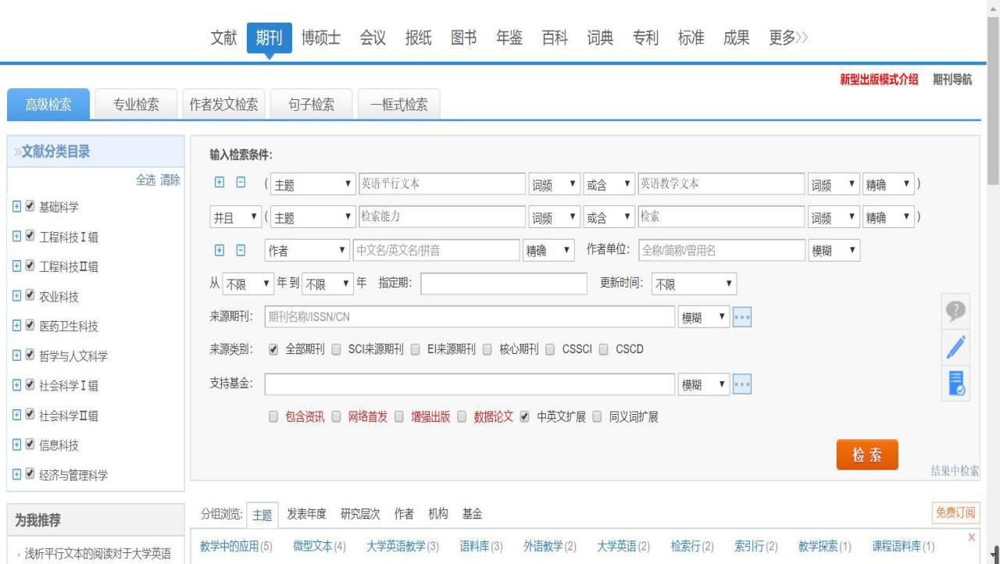 文献 期刊 博硕士 会议 报纸 图书 年鉴 百科 词典 专利 标准 成果 更多>>
新型出版模式介绍 期刊导航
高级检索 专业检索 作者发文检索 句子检索 一框式检索
»文献分类目录
全选 清除
基础科学
工程科技Ⅰ辑
工程科技Ⅱ辑
农业科技
医药卫生科技
哲学与人文科学
社会科学Ⅰ辑
社会科学Ⅱ辑
信息科技
经济与管理科学
为我推荐
浅析平行文本的阅读对于大学英语
输入检索条件:
( 主题 英语平行文本 词频 或含 英语教学文本 词频 精确 )
并且 ( 主题 检索能力 词频 或含 检索 词频 精确 )
作者 中文名/英文名/拼音 精确 作者单位: 全称/简称/曾用名 模糊
从 不限 年 到 不限 年 指定期: 更新时间: 不限
来源期刊: 期刊名称/ISSN/CN 模糊 ...
来源类别: 全部期刊 SCI来源期刊 EI来源期刊 核心期刊 CSSCI CSCD
支持基金: 模糊 ...
包含资讯 网络首发 增强出版 数据论文 中英文扩展 同义词扩展
检索
结果中检索
分组浏览: 主题 发表年度 研究层次 作者 机构 基金 免费订阅
教学中的应用(5) 微型文本(4) 大学英语教学(3) 语料库(3) 外语教学(2) 大学英语(2) 检索行(2) 索引行(2) 教学探索(1) 课程语料库(1) X